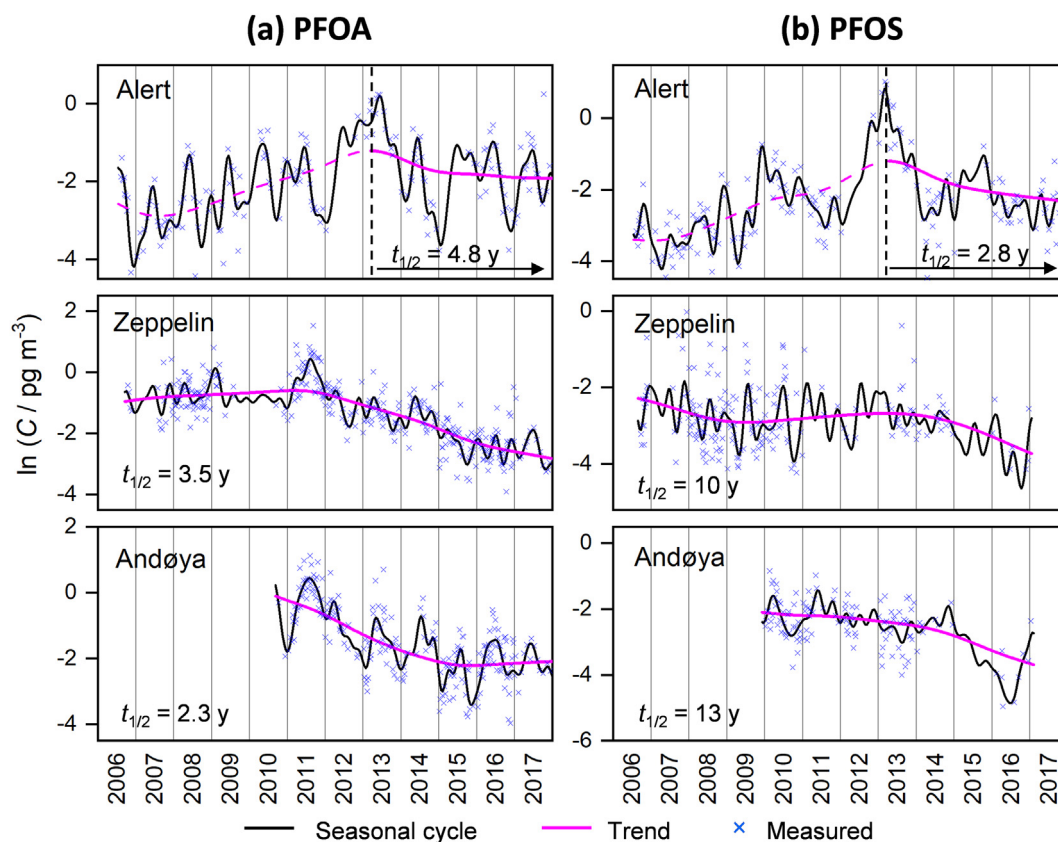 (a) PFOA
(b) PFOS
ln (C / pg m⁻³)
Alert
0
-2
-4
t1/2 = 4.8 y
Alert
0
-2
-4
t1/2 = 2.8 y
Zeppelin
2
0
-2
-4
t1/2 = 3.5 y
Zeppelin
0
-2
-4
t1/2 = 10 y
Andøya
2
0
-2
-4
t1/2 = 2.3 y
Andøya
0
-2
-4
-6
t1/2 = 13 y
2006 2007 2008 2009 2010 2011 2012 2013 2014 2015 2016 2017
2006 2007 2008 2009 2010 2011 2012 2013 2014 2015 2016 2017
Seasonal cycle Trend Measured